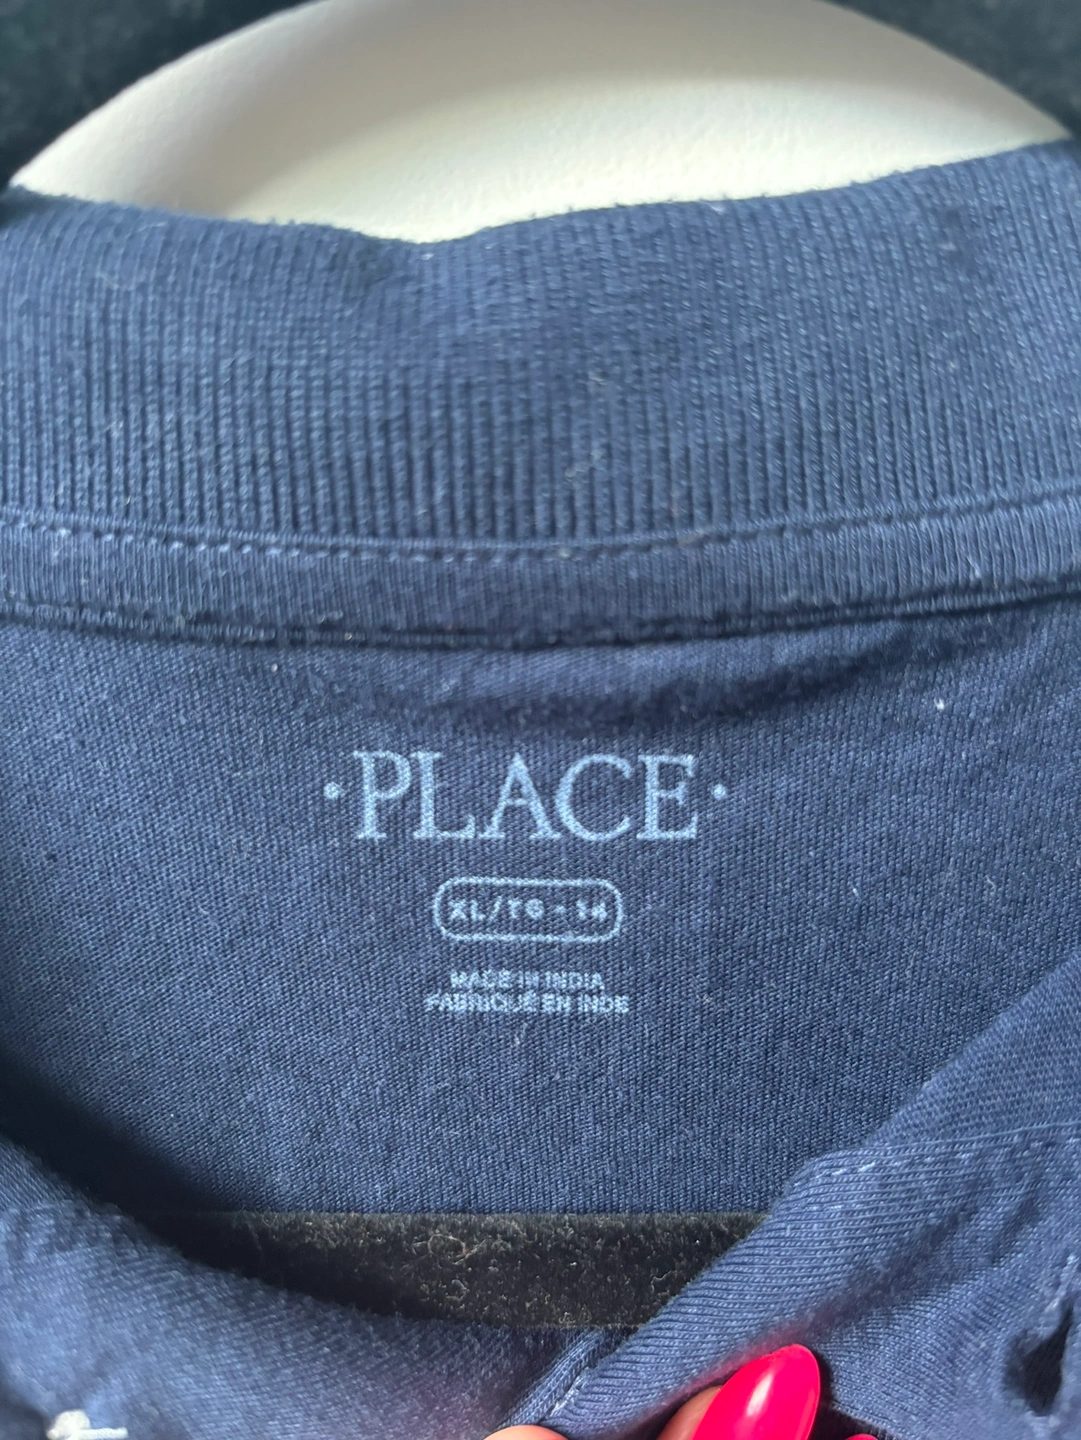 ·PLACE·
XL/TG - 14
MADE IN INDIA
FABRIQUÉ EN INDE